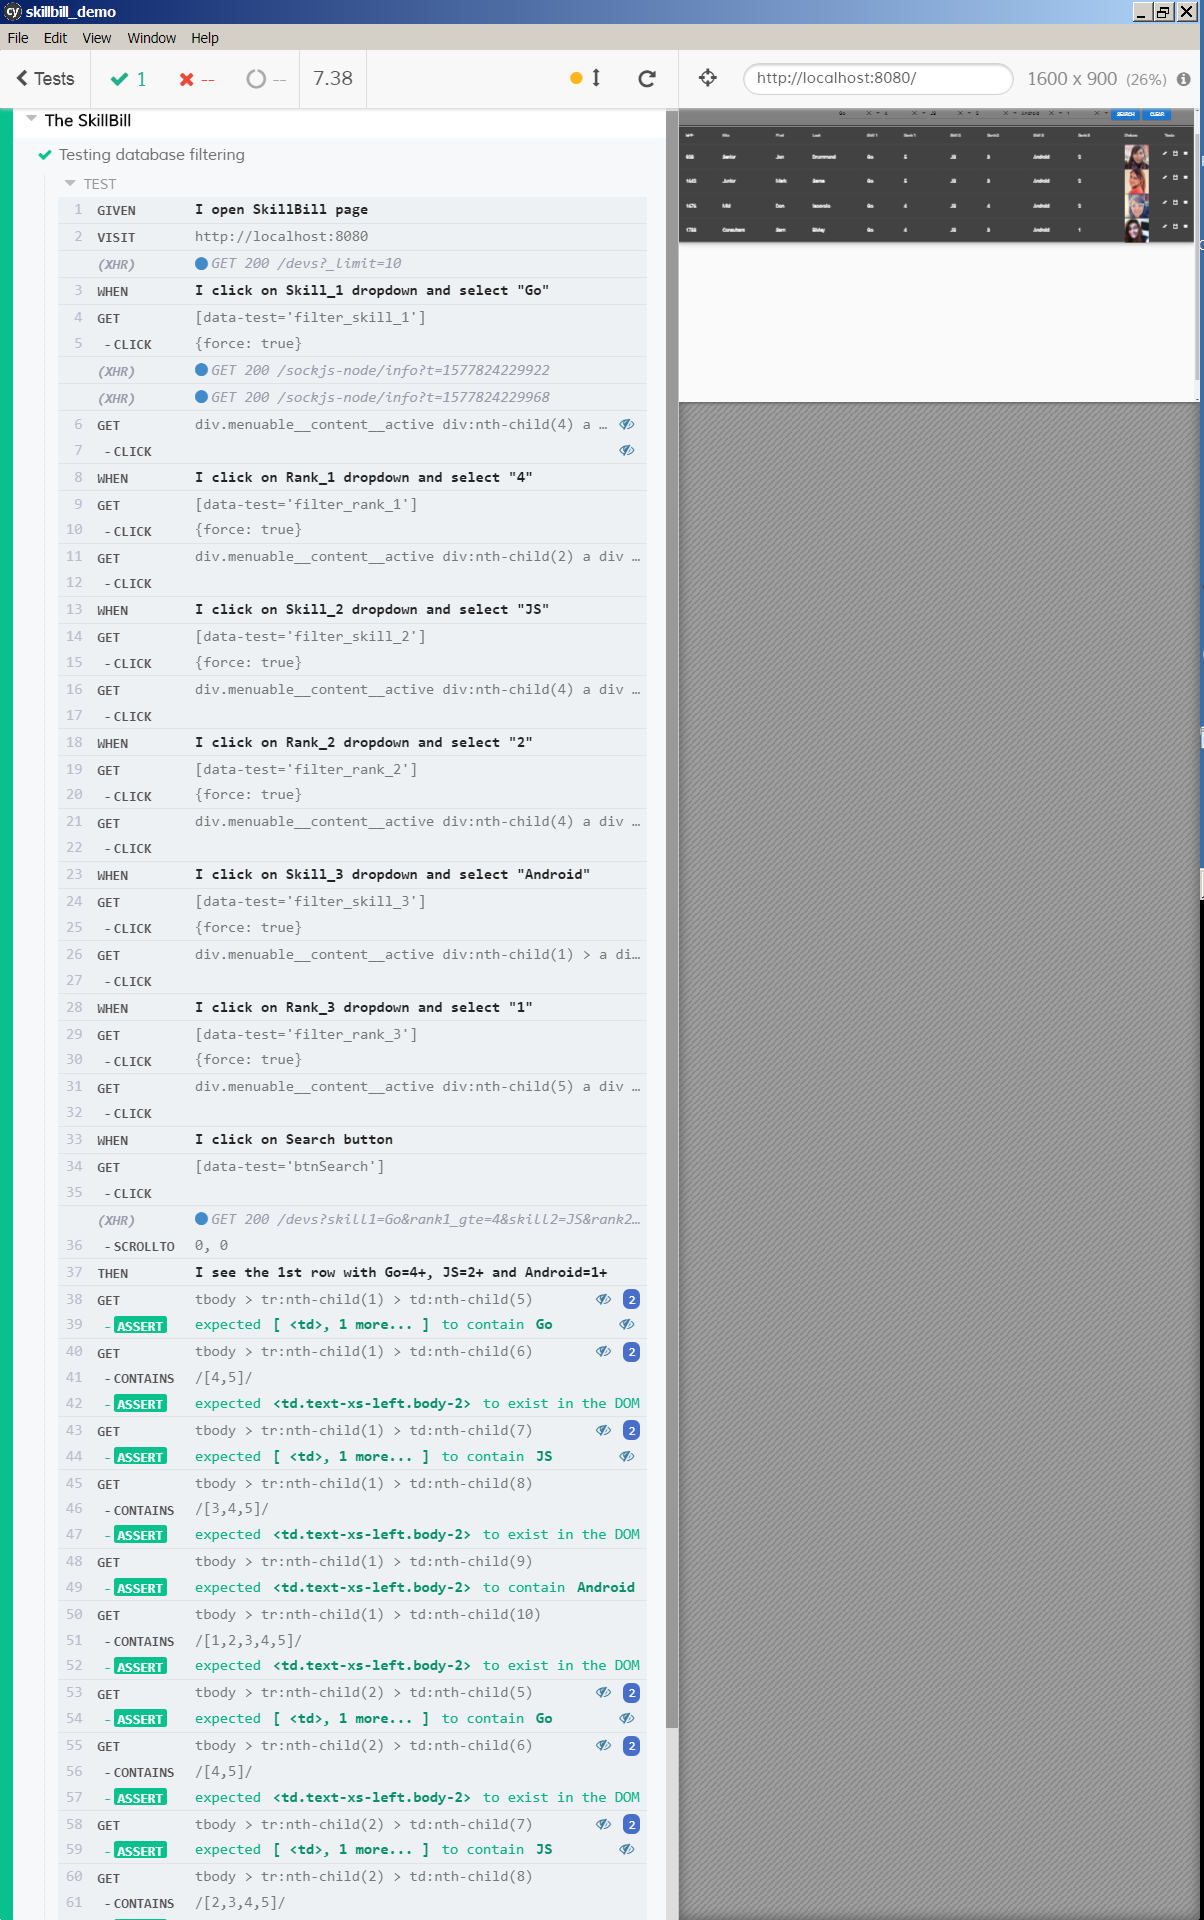 skillbill_demo
File Edit View Window Help
Tests 1 -- -- 7.38 http://localhost:8080/ 1600 x 900 (26%)
The SkillBill
Testing database filtering
TEST
1 GIVEN I open SkillBill page
2 VISIT http://localhost:8080
(XHR) GET 200 /devs?_limit=10
3 WHEN I click on Skill_1 dropdown and select "Go"
4 GET [data-test='filter_skill_1']
5 -CLICK {force: true}
(XHR) GET 200 /sockjs-node/info?t=1577824229922
(XHR) GET 200 /sockjs-node/info?t=1577824229968
6 GET div.menuable__content__active div:nth-child(4) a …
7 -CLICK
8 WHEN I click on Rank_1 dropdown and select "4"
9 GET [data-test='filter_rank_1']
10 -CLICK {force: true}
11 GET div.menuable__content__active div:nth-child(2) a div …
12 -CLICK
13 WHEN I click on Skill_2 dropdown and select "JS"
14 GET [data-test='filter_skill_2']
15 -CLICK {force: true}
16 GET div.menuable__content__active div:nth-child(4) a div …
17 -CLICK
18 WHEN I click on Rank_2 dropdown and select "2"
19 GET [data-test='filter_rank_2']
20 -CLICK {force: true}
21 GET div.menuable__content__active div:nth-child(4) a div …
22 -CLICK
23 WHEN I click on Skill_3 dropdown and select "Android"
24 GET [data-test='filter_skill_3']
25 -CLICK {force: true}
26 GET div.menuable__content__active div:nth-child(1) > a di…
27 -CLICK
28 WHEN I click on Rank_3 dropdown and select "1"
29 GET [data-test='filter_rank_3']
30 -CLICK {force: true}
31 GET div.menuable__content__active div:nth-child(5) a div …
32 -CLICK
33 WHEN I click on Search button
34 GET [data-test='btnSearch']
35 -CLICK
(XHR) GET 200 /devs?skill1=Go&rank1_gte=4&skill2=JS&rank2…
36 -SCROLLTO 0, 0
37 THEN I see the 1st row with Go=4+, JS=2+ and Android=1+
38 GET tbody > tr:nth-child(1) > td:nth-child(5) 2
39 -ASSERT expected [ <td>, 1 more... ] to contain Go
40 GET tbody > tr:nth-child(1) > td:nth-child(6) 2
41 -CONTAINS /[4,5]/
42 -ASSERT expected <td.text-xs-left.body-2> to exist in the DOM
43 GET tbody > tr:nth-child(1) > td:nth-child(7) 2
44 -ASSERT expected [ <td>, 1 more... ] to contain JS
45 GET tbody > tr:nth-child(1) > td:nth-child(8)
46 -CONTAINS /[3,4,5]/
47 -ASSERT expected <td.text-xs-left.body-2> to exist in the DOM
48 GET tbody > tr:nth-child(1) > td:nth-child(9)
49 -ASSERT expected <td.text-xs-left.body-2> to contain Android
50 GET tbody > tr:nth-child(1) > td:nth-child(10)
51 -CONTAINS /[1,2,3,4,5]/
52 -ASSERT expected <td.text-xs-left.body-2> to exist in the DOM
53 GET tbody > tr:nth-child(2) > td:nth-child(5) 2
54 -ASSERT expected [ <td>, 1 more... ] to contain Go
55 GET tbody > tr:nth-child(2) > td:nth-child(6) 2
56 -CONTAINS /[4,5]/
57 -ASSERT expected <td.text-xs-left.body-2> to exist in the DOM
58 GET tbody > tr:nth-child(2) > td:nth-child(7) 2
59 -ASSERT expected [ <td>, 1 more... ] to contain JS
60 GET tbody > tr:nth-child(2) > td:nth-child(8)
61 -CONTAINS /[2,3,4,5]/
SEARCH CLEAR